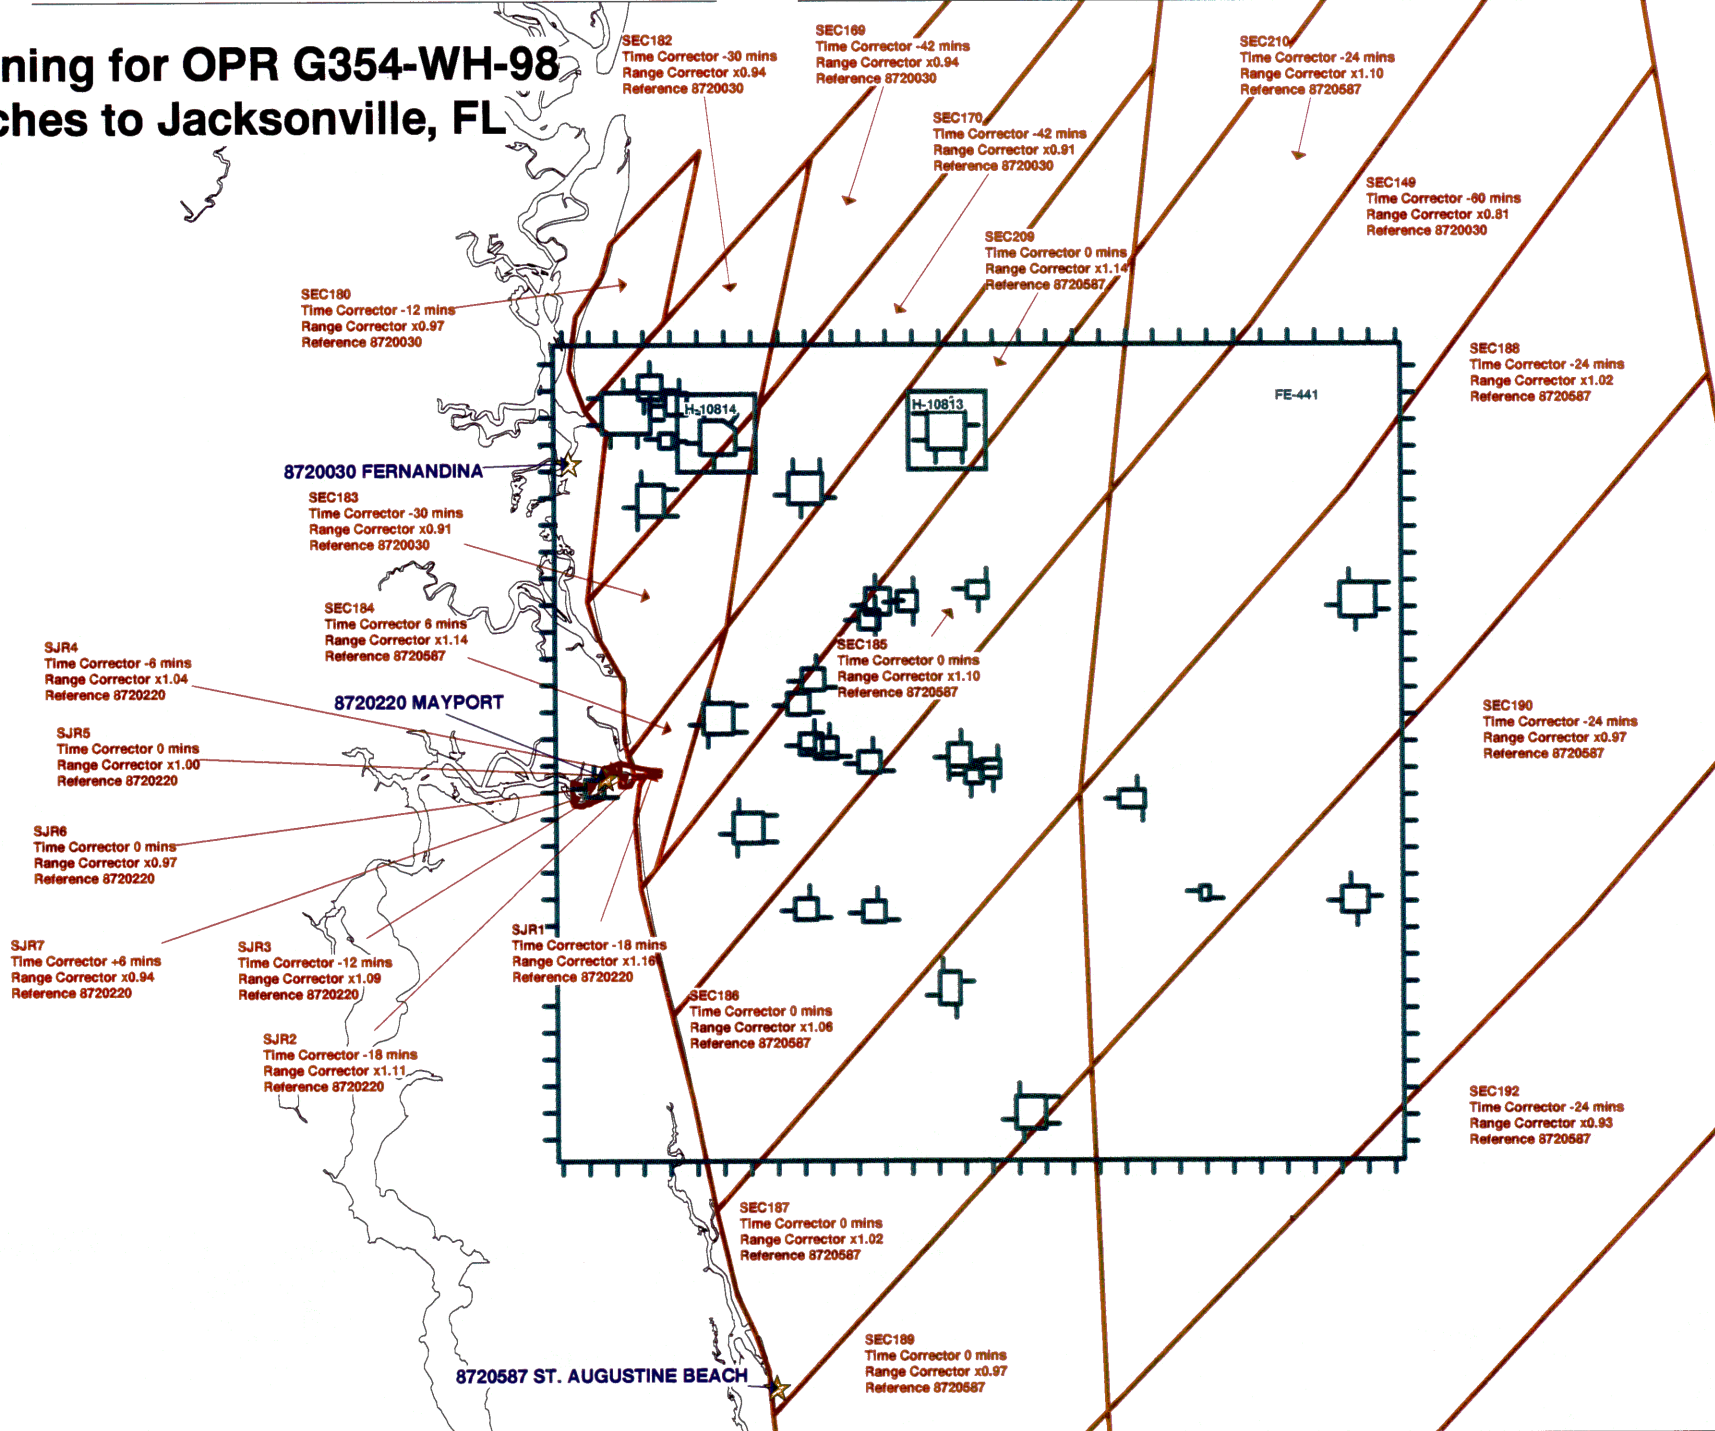 ning for OPR G354-WH-98
ches to Jacksonville, FL
SEC182
Time Corrector -30 mins
Range Corrector x0.94
Reference 8720030
SEC169
Time Corrector -42 mins
Range Corrector x0.94
Reference 8720030
SEC210
Time Corrector -24 mins
Range Corrector x1.10
Reference 8720587
SEC170
Time Corrector -42 mins
Range Corrector x0.91
Reference 8720030
SEC149
Time Corrector -60 mins
Range Corrector x0.81
Reference 8720030
SEC209
Time Corrector 0 mins
Range Corrector x1.14
Reference 8720587
SEC180
Time Corrector -12 mins
Range Corrector x0.97
Reference 8720030
SEC188
Time Corrector -24 mins
Range Corrector x1.02
Reference 8720587
FE-441
H-10814
H-10813
8720030 FERNANDINA
SEC183
Time Corrector -30 mins
Range Corrector x0.91
Reference 8720030
SEC184
Time Corrector 6 mins
Range Corrector x1.14
Reference 8720587
SEC185
Time Corrector 0 mins
Range Corrector x1.10
Reference 8720587
SJR4
Time Corrector -6 mins
Range Corrector x1.04
Reference 8720220
8720220 MAYPORT
SEC190
Time Corrector -24 mins
Range Corrector x0.97
Reference 8720587
SJR5
Time Corrector 0 mins
Range Corrector x1.00
Reference 8720220
SJR6
Time Corrector 0 mins
Range Corrector x0.97
Reference 8720220
SJR7
Time Corrector +6 mins
Range Corrector x0.94
Reference 8720220
SJR3
Time Corrector -12 mins
Range Corrector x1.09
Reference 8720220
SJR1
Time Corrector -18 mins
Range Corrector x1.16
Reference 8720220
SEC186
Time Corrector 0 mins
Range Corrector x1.06
Reference 8720587
SJR2
Time Corrector -18 mins
Range Corrector x1.11
Reference 8720220
SEC192
Time Corrector -24 mins
Range Corrector x0.93
Reference 8720587
SEC187
Time Corrector 0 mins
Range Corrector x1.02
Reference 8720587
SEC189
Time Corrector 0 mins
Range Corrector x0.97
Reference 8720587
8720587 ST. AUGUSTINE BEACH